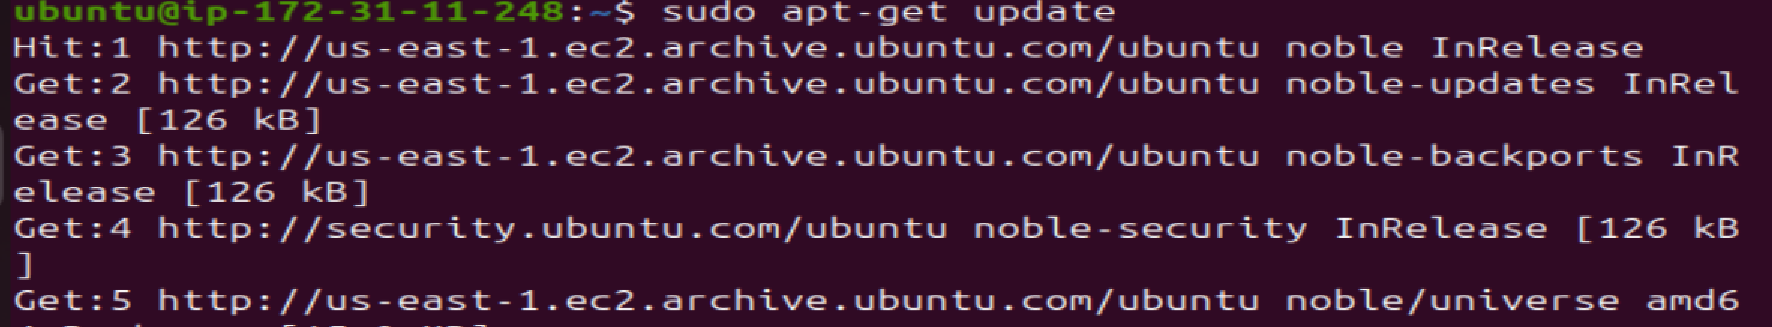 ubuntu@ip-172-31-11-248:~$ sudo apt-get update
Hit:1 http://us-east-1.ec2.archive.ubuntu.com/ubuntu noble InRelease
Get:2 http://us-east-1.ec2.archive.ubuntu.com/ubuntu noble-updates InRel
ease [126 kB]
Get:3 http://us-east-1.ec2.archive.ubuntu.com/ubuntu noble-backports InR
elease [126 kB]
Get:4 http://security.ubuntu.com/ubuntu noble-security InRelease [126 kB
]
Get:5 http://us-east-1.ec2.archive.ubuntu.com/ubuntu noble/universe amd6